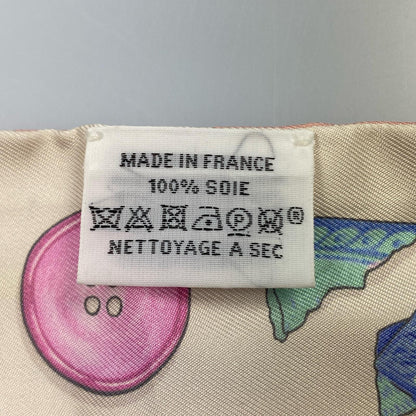 MADE IN FRANCE
100% SOIE
®
NETTOYAGE A SEC